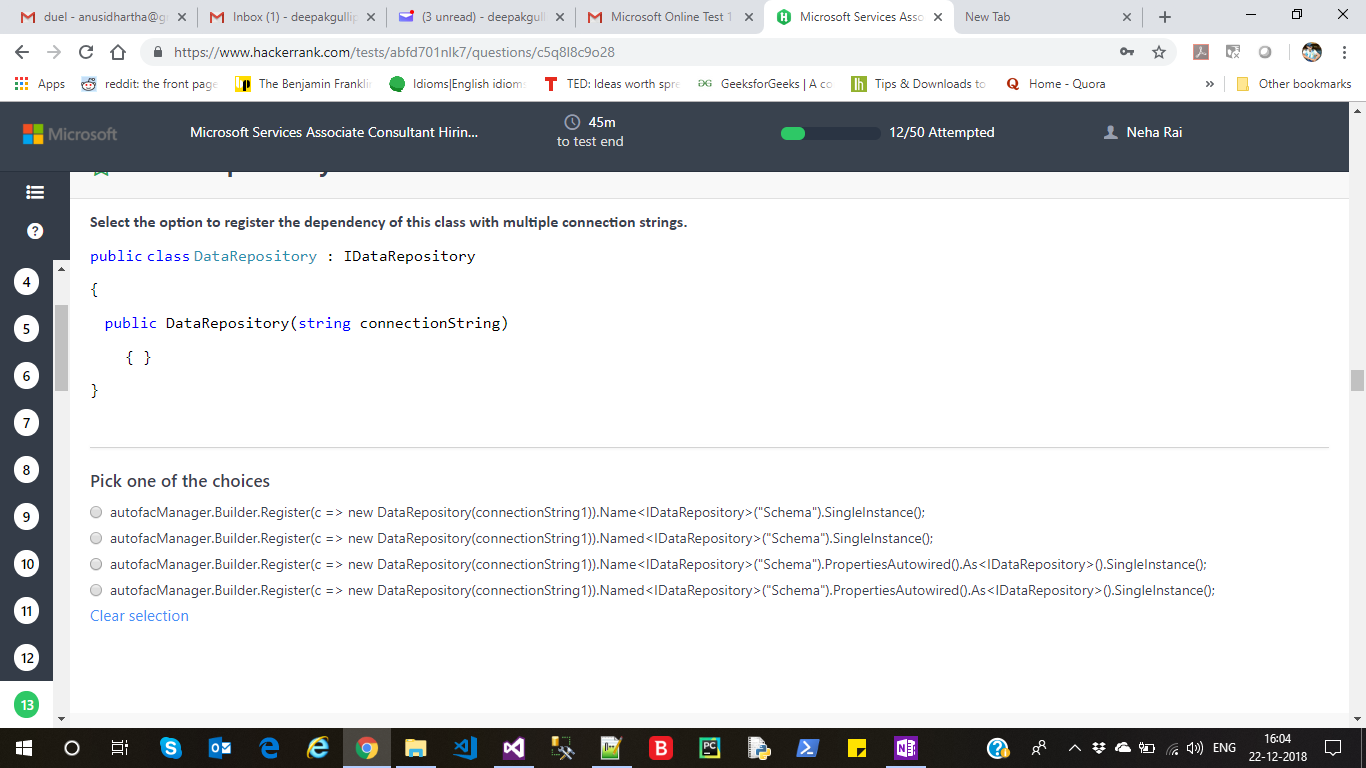 duel - anusidhartha@g
Inbox (1) - deepakgullip
(3 unread) - deepakgull
Microsoft Online Test 1
Microsoft Services Asso
New Tab
https://www.hackerrank.com/tests/abfd701nlk7/questions/c5q8l8c9o28
Apps
reddit: the front page
The Benjamin Franklin
Idioms|English idiom
TED: Ideas worth spre
GeeksforGeeks | A co
Tips & Downloads to
Home - Quora
»
Other bookmarks
Microsoft
Microsoft Services Associate Consultant Hirin...
45m
to test end
12/50 Attempted
Neha Rai
?
4
5
6
7
8
9
10
11
12
13
Select the option to register the dependency of this class with multiple connection strings.
public class DataRepository : IDataRepository
{
public DataRepository(string connectionString)
{ }
}
Pick one of the choices
autofacManager.Builder.Register(c => new DataRepository(connectionString1)).Name<IDataRepository>("Schema").SingleInstance();
autofacManager.Builder.Register(c => new DataRepository(connectionString1)).Named<IDataRepository>("Schema").SingleInstance();
autofacManager.Builder.Register(c => new DataRepository(connectionString1)).Name<IDataRepository>("Schema").PropertiesAutowired().As<IDataRepository>().SingleInstance();
autofacManager.Builder.Register(c => new DataRepository(connectionString1)).Named<IDataRepository>("Schema").PropertiesAutowired().As<IDataRepository>().SingleInstance();
Clear selection
ENG
16:04
22-12-2018